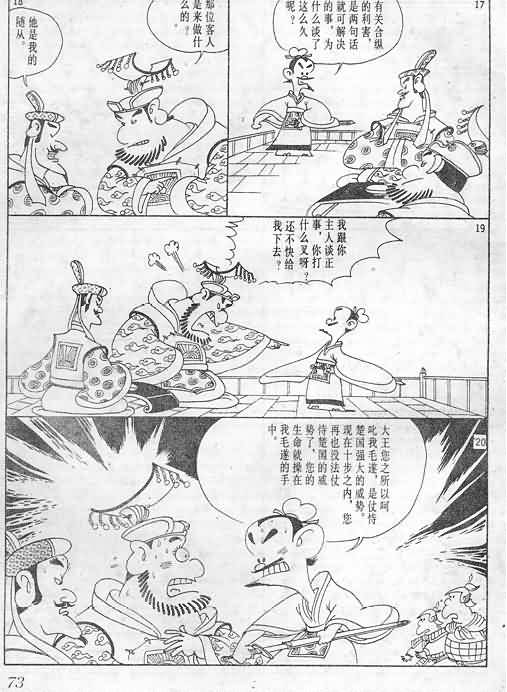 17
有关合纵
的利害，
是两句话
就可解决
的事，为
什么谈了
这么久
呢？
18
那位客人
是来做什
么的？
他是我的
随从。
19
我跟你
主人谈正
事，你打
什么叉呀？
还不快给
我下去？
20
大王您之所以呵
叱我毛遂，是仗恃
楚国强大的威势。
现在十步之内，您
再也没法仗
恃楚国的威
势了，您的
生命就操在
我毛遂的手
中。
73